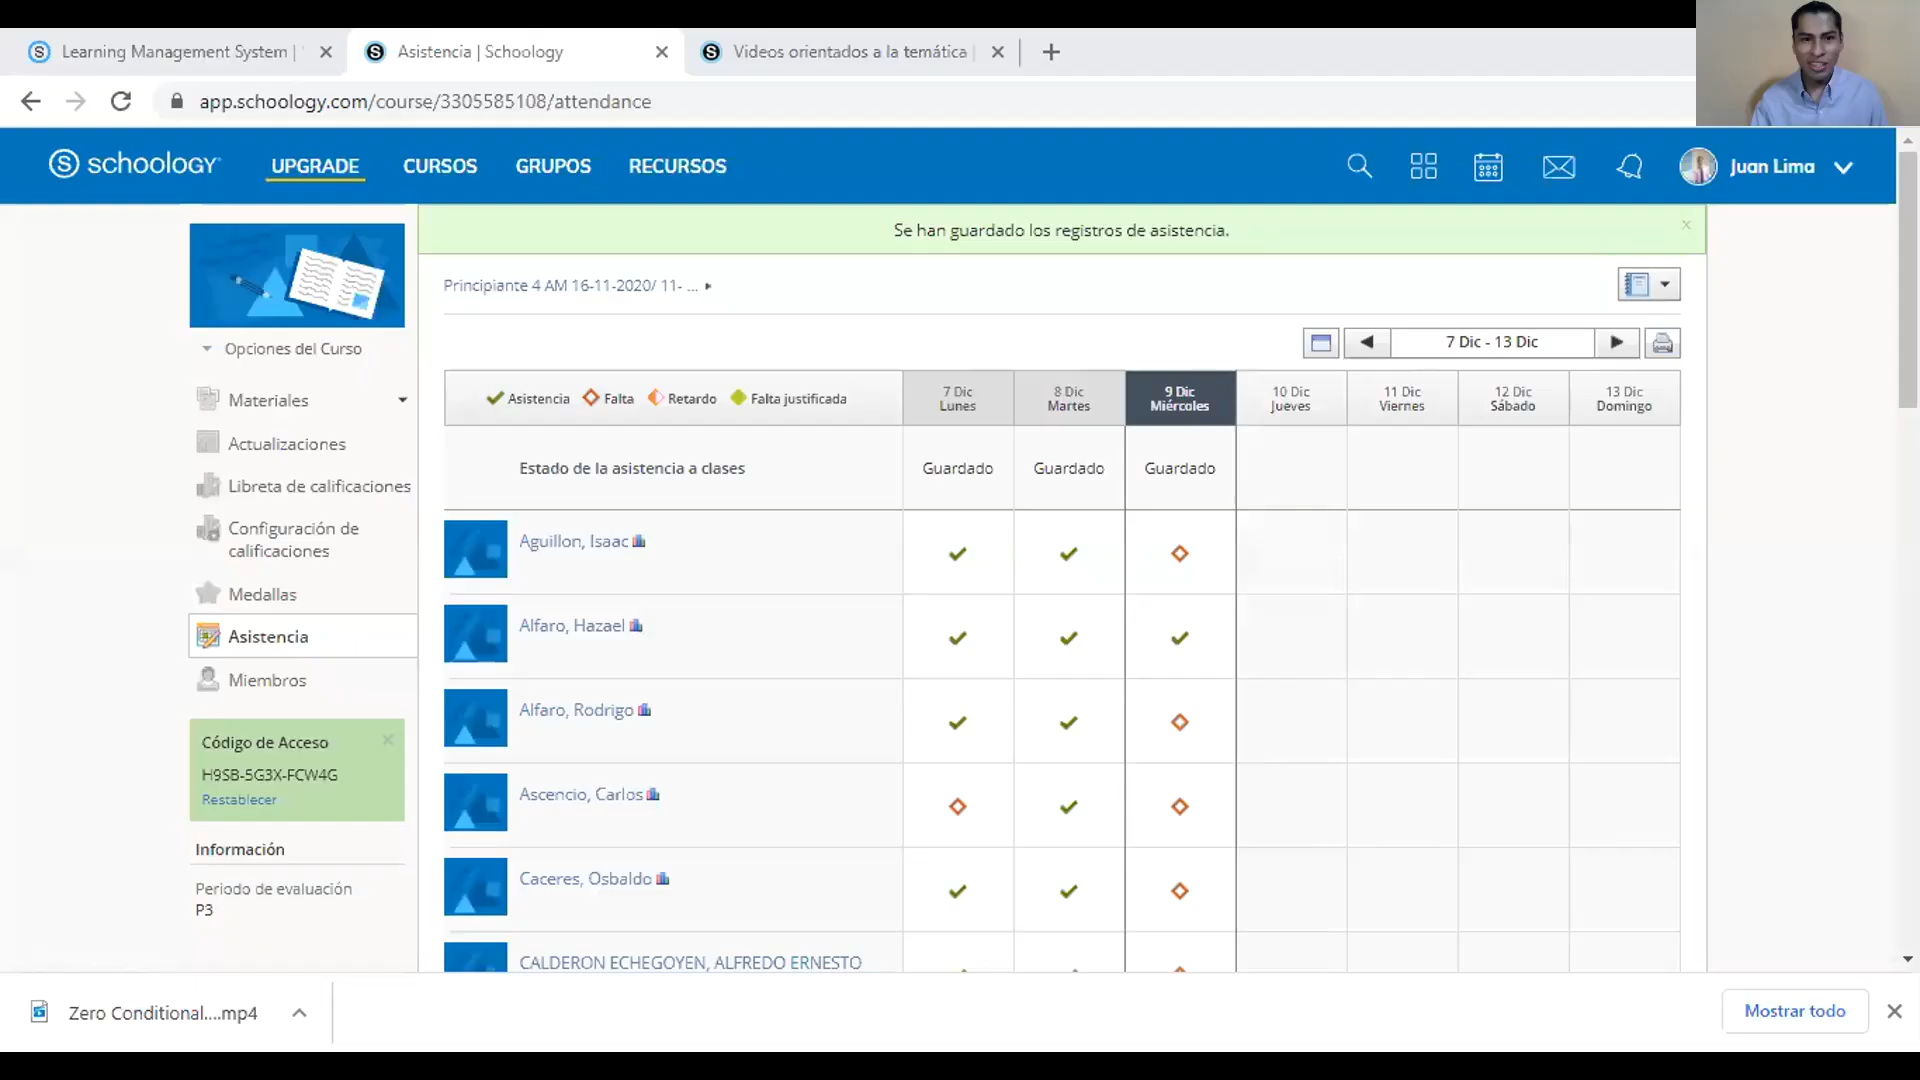 Learning Management System |
Asistencia | Schoology
Videos orientados a la temática |
app.schoology.com/course/3305585108/attendance
schoology
UPGRADE
CURSOS
GRUPOS
RECURSOS
Juan Lima
Se han guardado los registros de asistencia.
Principiante 4 AM 16-11-2020/ 11- ...
7 Dic - 13 Dic
Opciones del Curso
Materiales
Actualizaciones
Libreta de calificaciones
Configuración de
calificaciones
Medallas
Asistencia
Miembros
Código de Acceso
H9SB-5G3X-FCW4G
Restablecer
Información
Periodo de evaluación
P3
Asistencia Falta Retardo Falta justificada
7 Dic
Lunes
8 Dic
Martes
9 Dic
Miércoles
10 Dic
Jueves
11 Dic
Viernes
12 Dic
Sábado
13 Dic
Domingo
Estado de la asistencia a clases Guardado Guardado Guardado
Aguillon, Isaac
Alfaro, Hazael
Alfaro, Rodrigo
Ascencio, Carlos
Caceres, Osbaldo
CALDERON ECHEGOYEN, ALFREDO ERNESTO
Zero Conditional....mp4
Mostrar todo